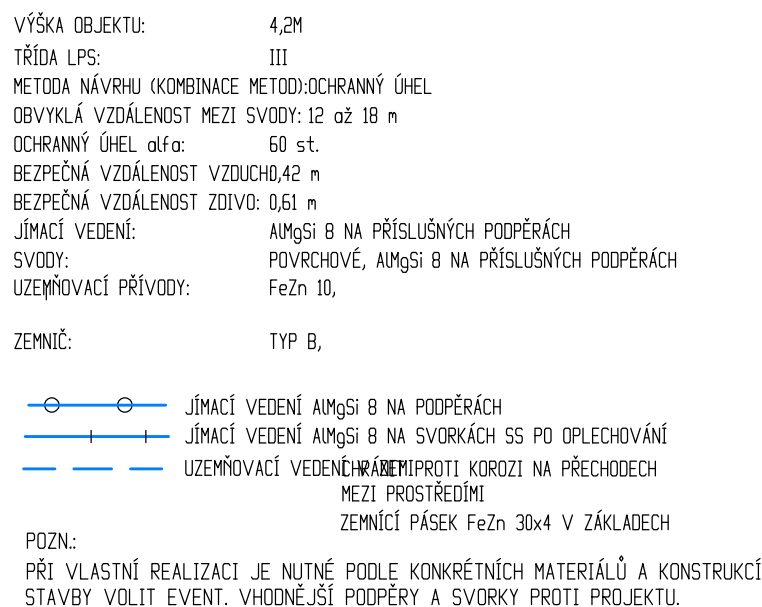 VÝŠKA OBJEKTU: 4,2M
TŘÍDA LPS: III
METODA NÁVRHU (KOMBINACE METOD):OCHRANNÝ ÚHEL
OBVYKLÁ VZDÁLENOST MEZI SVODY: 12 až 18 m
OCHRANNÝ ÚHEL alfa: 60 st.
BEZPEČNÁ VZDÁLENOST VZDUCH:0,42 m
BEZPEČNÁ VZDÁLENOST ZDIVO: 0,61 m
JÍMACÍ VEDENÍ: AlMgSi 8 NA PŘÍSLUŠNÝCH PODPĚRÁCH
SVODY: POVRCHOVÉ, AlMgSi 8 NA PŘÍSLUŠNÝCH PODPĚRÁCH
UZEMŇOVACÍ PŘÍVODY: FeZn 10,
ZEMNIČ: TYP B,
JÍMACÍ VEDENÍ AlMgSi 8 NA PODPĚRÁCH
JÍMACÍ VEDENÍ AlMgSi 8 NA SVORKÁCH SS PO OPLECHOVÁNÍ
UZEMŇOVACÍ VEDENÍ PROTI KOROZI NA PŘECHODECH
MEZI PROSTŘEDÍMI
ZEMNÍCÍ PÁSEK FeZn 30x4 V ZÁKLADECH
POZN.:
PŘI VLASTNÍ REALIZACI JE NUTNÉ PODLE KONKRÉTNÍCH MATERIÁLŮ A KONSTRUKCÍ
STAVBY VOLIT EVENT. VHODNĚJŠÍ PODPĚRY A SVORKY PROTI PROJEKTU.